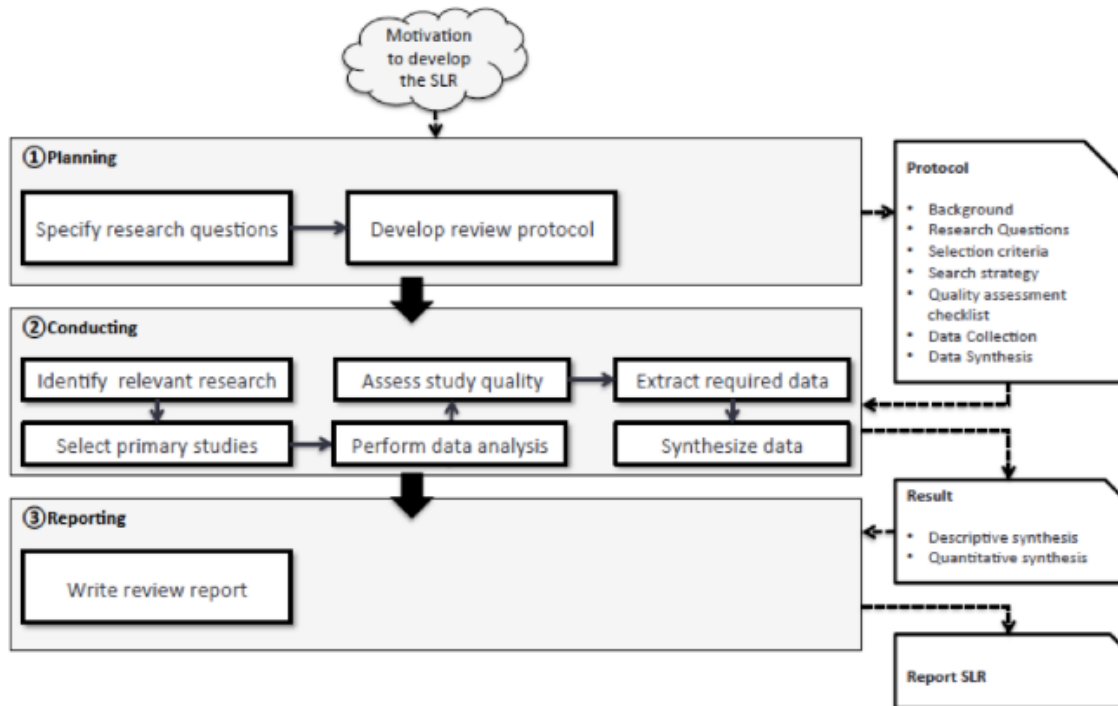 Motivation
to develop
the SLR
①Planning
Specify research questions
Develop review protocol
Protocol
• Background
• Research Questions
• Selection criteria
• Search strategy
• Quality assessment
checklist
• Data Collection
• Data Synthesis
②Conducting
Identify relevant research
Assess study quality
Extract required data
Select primary studies
Perform data analysis
Synthesize data
Result
• Descriptive synthesis
• Quantitative synthesis
③Reporting
Write review report
Report SLR